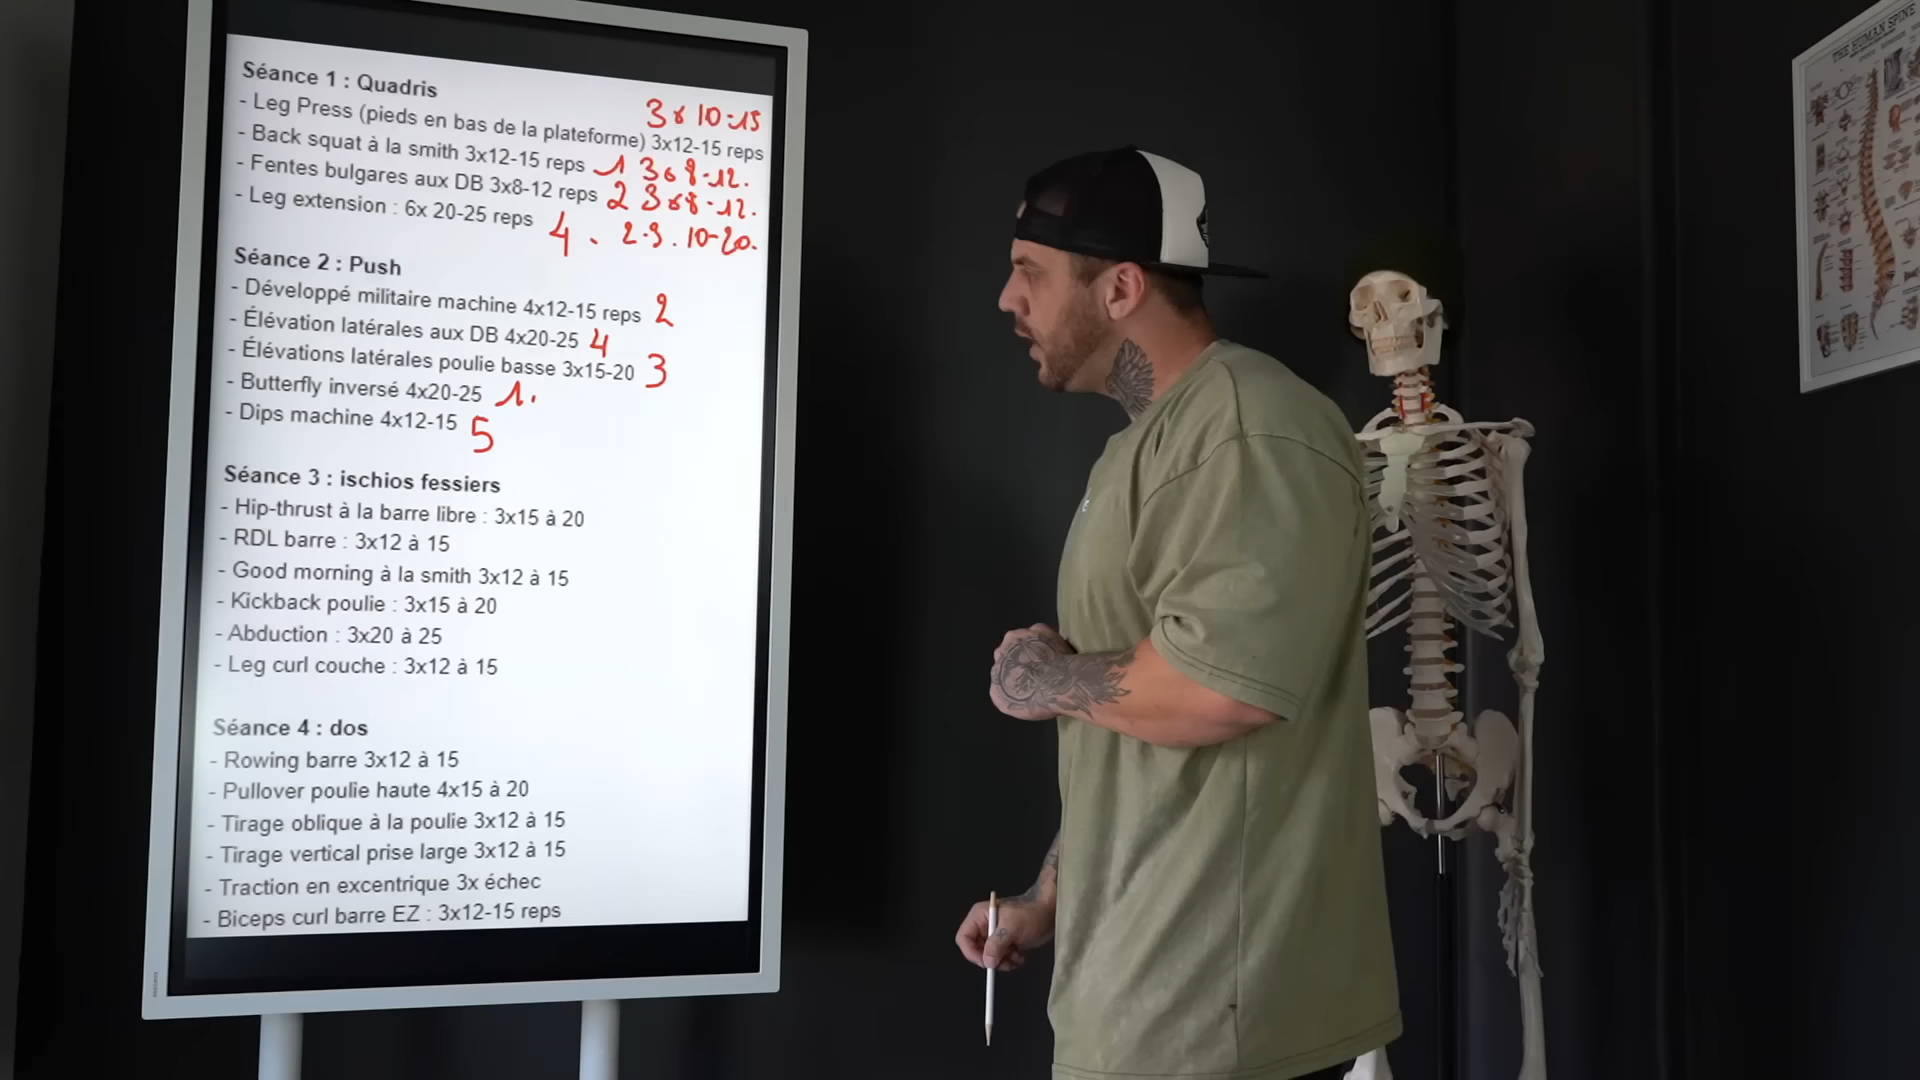 Séance 1 : Quadris
3x10-15
- Leg Press (pieds en bas de la plateforme) 3x12-15 reps
- Back squat à la smith 3x12-15 reps 1 3x8-12.
- Fentes bulgares aux DB 3x8-12 reps 2 3x8-12.
- Leg extension : 6x 20-25 reps 4. 2-3. 10-20.
Séance 2 : Push
- Développé militaire machine 4x12-15 reps 2
- Élévation latérales aux DB 4x20-25 4
- Élévations latérales poulie basse 3x15-20 3
- Butterfly inversé 4x20-25 1.
- Dips machine 4x12-15 5
Séance 3 : ischios fessiers
- Hip-thrust à la barre libre : 3x15 à 20
- RDL barre : 3x12 à 15
- Good morning à la smith 3x12 à 15
- Kickback poulie : 3x15 à 20
- Abduction : 3x20 à 25
- Leg curl couche : 3x12 à 15
Séance 4 : dos
- Rowing barre 3x12 à 15
- Pullover poulie haute 4x15 à 20
- Tirage oblique à la poulie 3x12 à 15
- Tirage vertical prise large 3x12 à 15
- Traction en excentrique 3x échec
- Biceps curl barre EZ : 3x12-15 reps
THE HUMAN SPINE